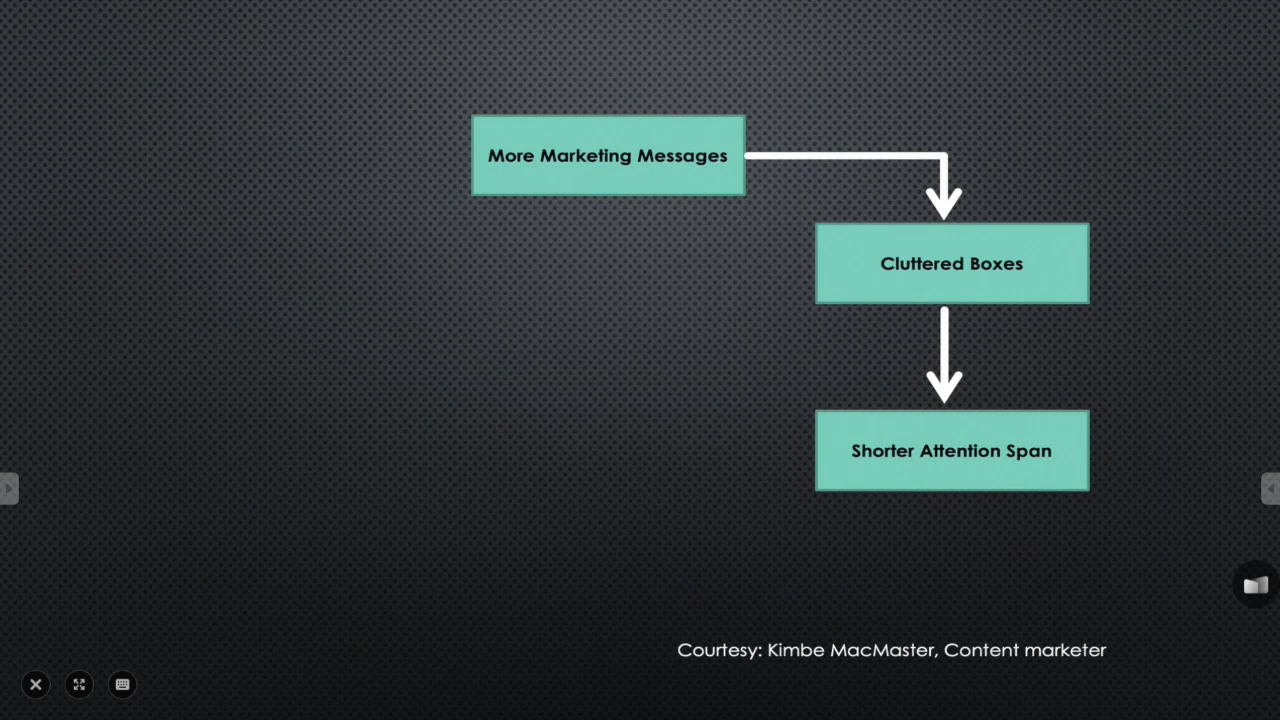 More Marketing Messages
Cluttered Boxes
Shorter Attention Span
Courtesy: Kimbe MacMaster, Content marketer